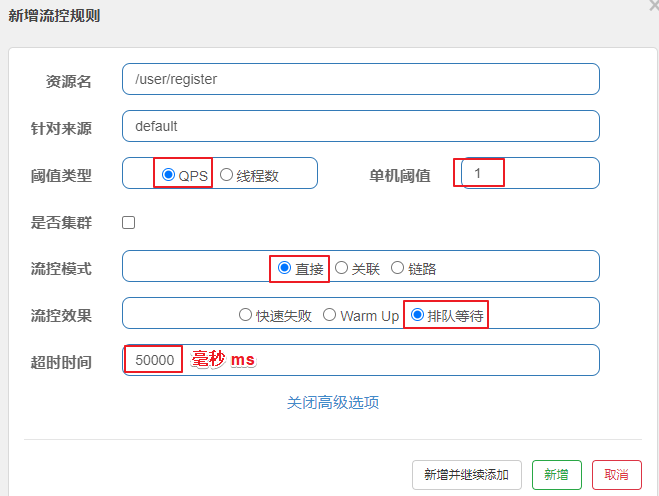 新增流控规则
资源名 /user/register
针对来源 default
阈值类型 QPS 线程数 单机阈值 1
是否集群
流控模式 直接 关联 链路
流控效果 快速失败 Warm Up 排队等待
超时时间 50000 毫秒 ms
关闭高级选项
新增并继续添加 新增 取消